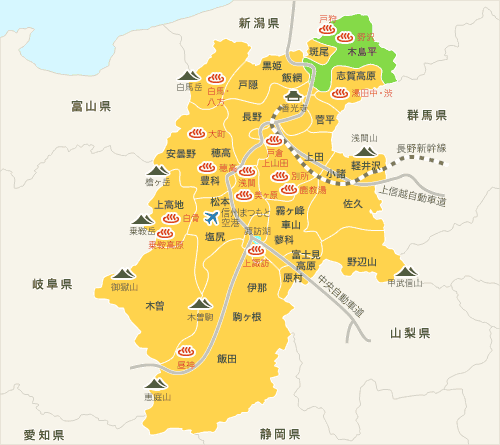 新潟県
戸狩
野沢
斑尾
木島平
黒姫
飯綱
志賀高原
白馬岳
白馬・
八方
戸隠
湯田中・渋
富山県
善光寺
群馬県
長野
菅平
大町
浅間山
長野新幹線
戸倉
上山田
安曇野
穂高
上田
軽井沢
穂高
小諸
槍ヶ岳
豊科
浅間
別所
鹿教湯
上信越自動車道
美ヶ原
松本
佐久
上高地
白骨
信州まつもと
空港
霧ヶ峰
車山
乗鞍岳
乗鞍高原
塩尻
諏訪湖
蓼科
上諏訪
富士見
高原
野辺山
原村
御嶽山
甲武信山
岐阜県
伊那
中央自動車道
木曽
木曽駒
駒ヶ根
山梨県
昼神
飯田
恵庭山
愛知県
静岡県